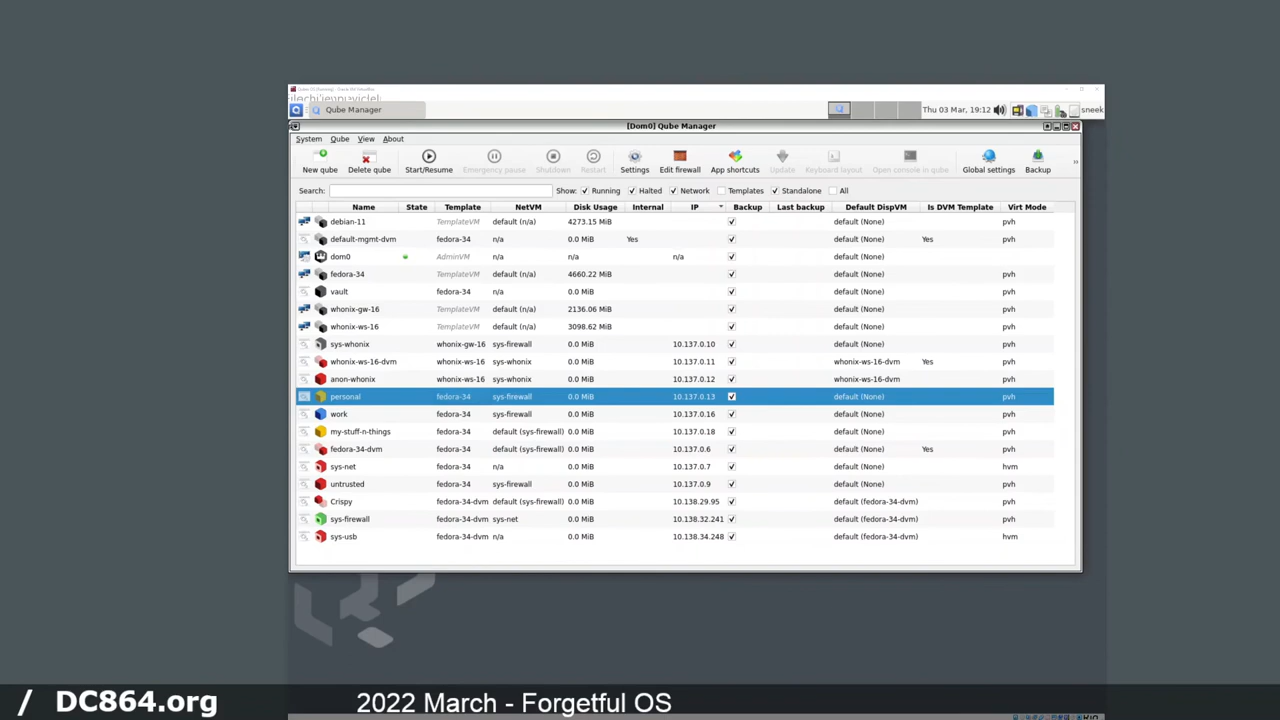 Qube Manager Thu 03 Mar, 19:12 sneek
[Dom0] Qube Manager
System Qube View About
New qube Delete qube Start/Resume Emergency pause Shutdown Restart Settings Edit firewall App shortcuts Update Keyboard layout Open console in qube Global settings Backup
Search: Show: Running Halted Network Templates Standalone All
Name State Template NetVM Disk Usage Internal IP Backup Last backup Default DispVM Is DVM Template Virt Mode
debian-11 TemplateVM default (n/a) 4273.15 MiB default (None) pvh
default-mgmt-dvm fedora-34 n/a 0.0 MiB Yes default (None) Yes pvh
dom0 AdminVM n/a n/a n/a default (None)
fedora-34 TemplateVM default (n/a) 4660.22 MiB default (None) pvh
vault fedora-34 n/a 0.0 MiB default (None) pvh
whonix-gw-16 TemplateVM default (n/a) 2136.06 MiB default (None) pvh
whonix-ws-16 TemplateVM default (n/a) 3098.62 MiB default (None) pvh
sys-whonix whonix-gw-16 sys-firewall 0.0 MiB 10.137.0.10 default (None) pvh
whonix-ws-16-dvm whonix-ws-16 sys-whonix 0.0 MiB 10.137.0.11 whonix-ws-16-dvm Yes pvh
anon-whonix whonix-ws-16 sys-whonix 0.0 MiB 10.137.0.12 whonix-ws-16-dvm pvh
personal fedora-34 sys-firewall 0.0 MiB 10.137.0.13 default (None) pvh
work fedora-34 sys-firewall 0.0 MiB 10.137.0.16 default (None) pvh
my-stuff-n-things fedora-34 default (sys-firewall) 0.0 MiB 10.137.0.18 default (None) pvh
fedora-34-dvm fedora-34 default (sys-firewall) 0.0 MiB 10.137.0.6 default (None) Yes pvh
sys-net fedora-34 n/a 0.0 MiB 10.137.0.7 default (None) hvm
untrusted fedora-34 sys-firewall 0.0 MiB 10.137.0.9 default (None) pvh
Crispy fedora-34-dvm default (sys-firewall) 0.0 MiB 10.138.29.95 default (fedora-34-dvm) pvh
sys-firewall fedora-34-dvm sys-net 0.0 MiB 10.138.32.241 default (fedora-34-dvm) pvh
sys-usb fedora-34-dvm n/a 0.0 MiB 10.138.34.248 default (fedora-34-dvm) hvm
/ DC864.org 2022 March - Forgetful OS